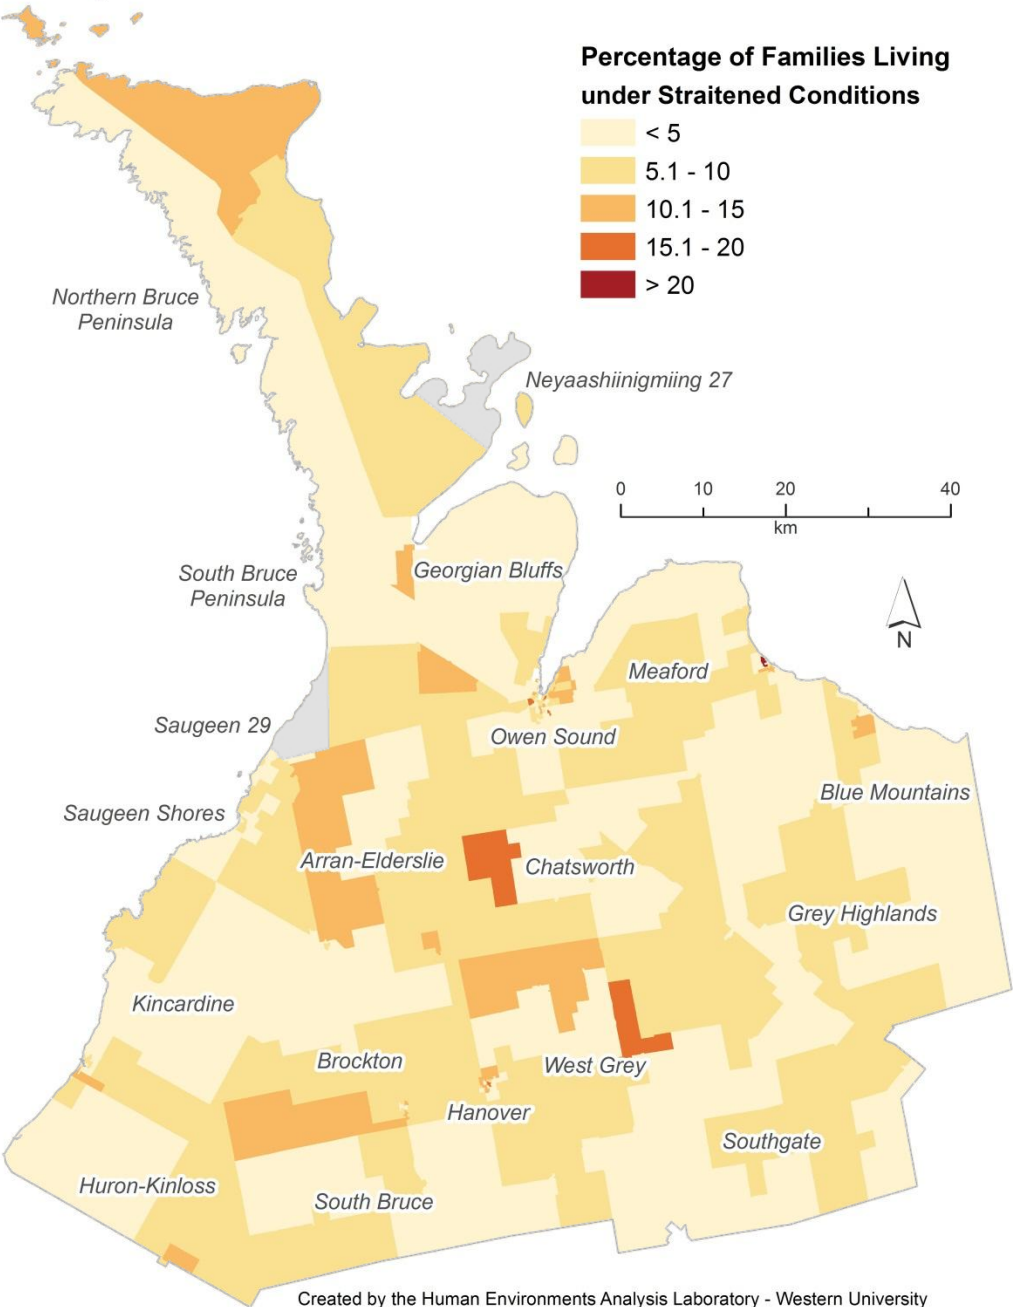 Percentage of Families Living
under Straitened Conditions
< 5
5.1 - 10
10.1 - 15
15.1 - 20
> 20
Northern Bruce
Peninsula
Neyaashiinigmiing 27
0 10 20 40
km
South Bruce
Peninsula
Georgian Bluffs
N
Meaford
Saugeen 29
Owen Sound
Blue Mountains
Saugeen Shores
Arran-Elderslie
Chatsworth
Grey Highlands
Kincardine
Brockton
West Grey
Hanover
Southgate
Huron-Kinloss
South Bruce
Created by the Human Environments Analysis Laboratory - Western University